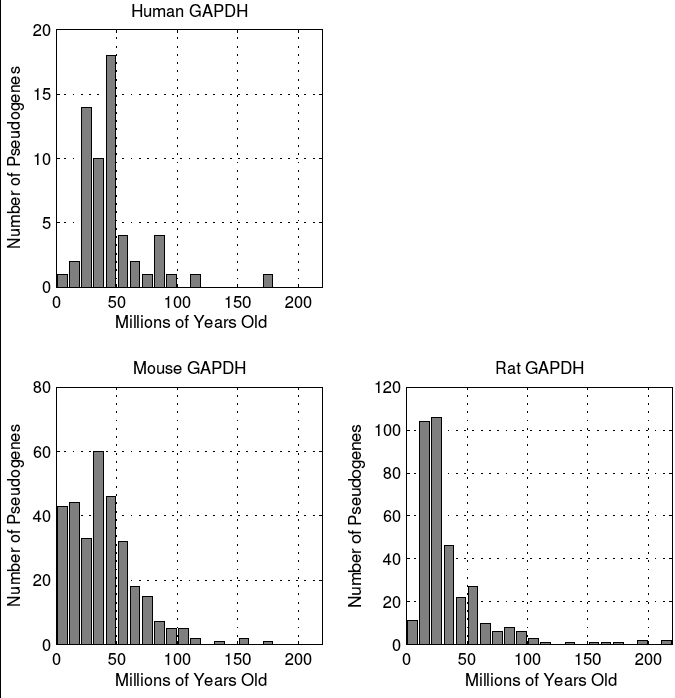 Human GAPDH
20
15
10
5
0
0 50 100 150 200
Number of Pseudogenes
Millions of Years Old
Mouse GAPDH
80
60
40
20
0
0 50 100 150 200
Number of Pseudogenes
Millions of Years Old
Rat GAPDH
120
100
80
60
40
20
0
0 50 100 150 200
Number of Pseudogenes
Millions of Years Old